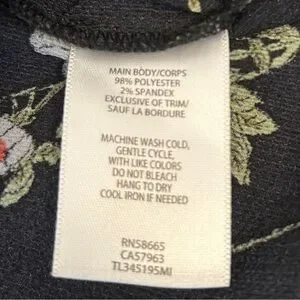 MAIN BODY/CORPS
98% POLYESTER
2% SPANDEX
EXCLUSIVE OF TRIM/
SAUF LA BORDURE
MACHINE WASH COLD,
GENTLE CYCLE,
WITH LIKE COLORS
DO NOT BLEACH
HANG TO DRY
COOL IRON IF NEEDED
RN58665
CA57963
TL345195MI